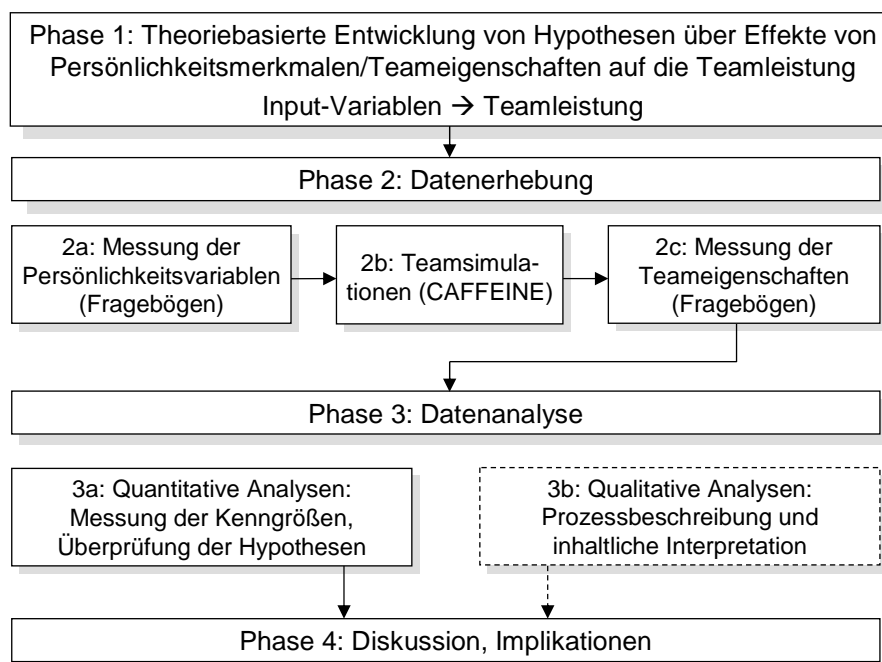 Phase 1: Theoriebasierte Entwicklung von Hypothesen über Effekte von
Persönlichkeitsmerkmalen/Teameigenschaften auf die Teamleistung
Input-Variablen → Teamleistung
Phase 2: Datenerhebung
2a: Messung der
Persönlichkeitsvariablen
(Fragebögen)
2b: Teamsimula-
tionen (CAFFEINE)
2c: Messung der
Teameigenschaften
(Fragebögen)
Phase 3: Datenanalyse
3a: Quantitative Analysen:
Messung der Kenngrößen,
Überprüfung der Hypothesen
3b: Qualitative Analysen:
Prozessbeschreibung und
inhaltliche Interpretation
Phase 4: Diskussion, Implikationen